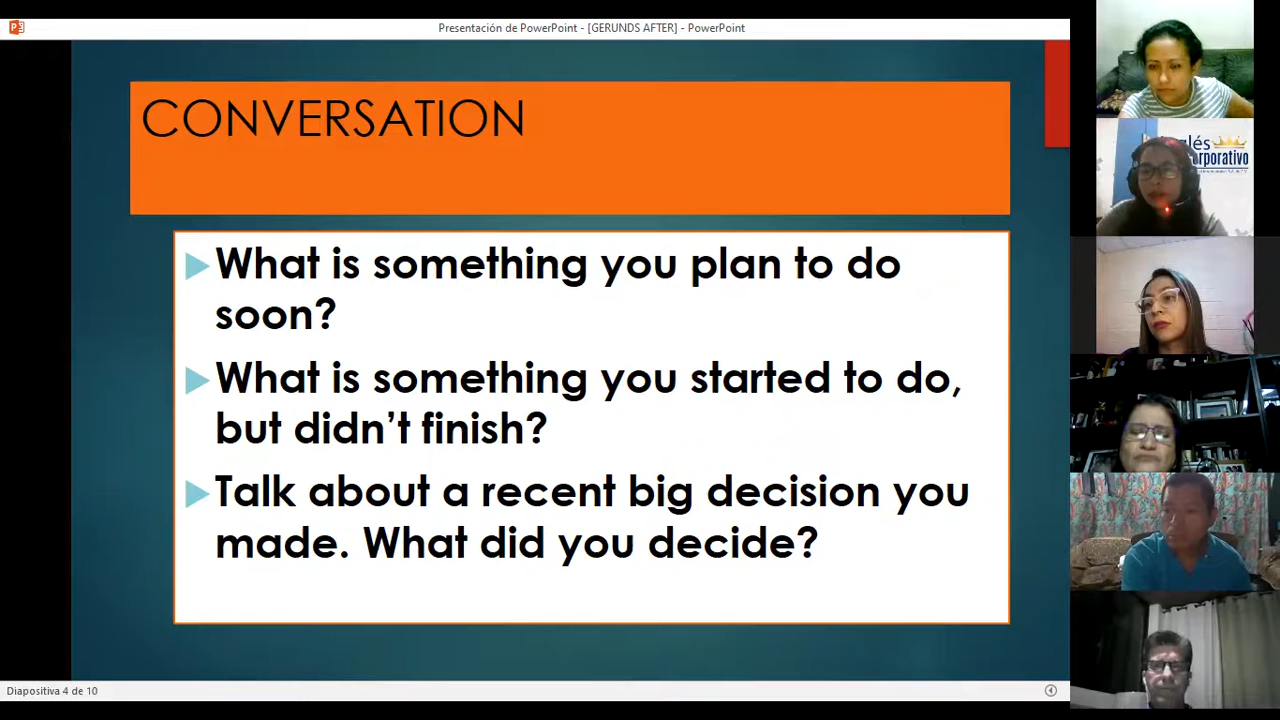 Presentación de PowerPoint - [GERUNDS AFTER] - PowerPoint
CONVERSATION
What is something you plan to do
soon?
What is something you started to do,
but didn’t finish?
Talk about a recent big decision you
made. What did you decide?
Diapositiva 4 de 10